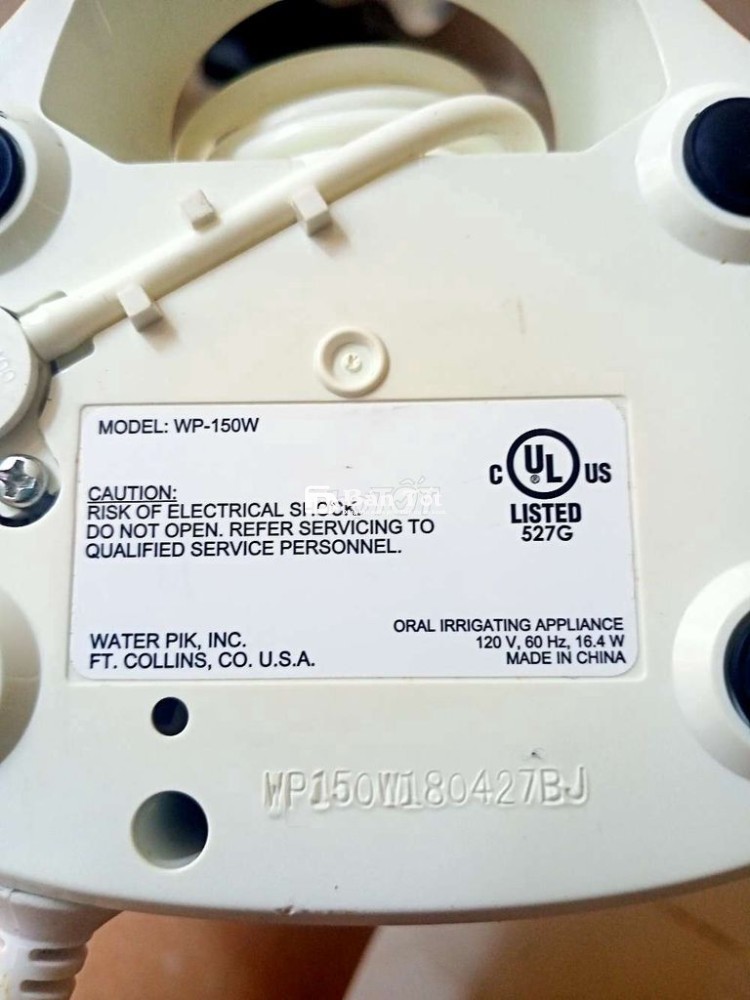 MODEL: WP-150W
CAUTION:
RISK OF ELECTRICAL SHOCK.
DO NOT OPEN. REFER SERVICING TO
QUALIFIED SERVICE PERSONNEL.
C UL ® US
LISTED
527G
Bán Tốt
WATER PIK, INC.
FT. COLLINS, CO. U.S.A.
ORAL IRRIGATING APPLIANCE
120 V, 60 Hz, 16.4 W
MADE IN CHINA
WP150W180427BJ